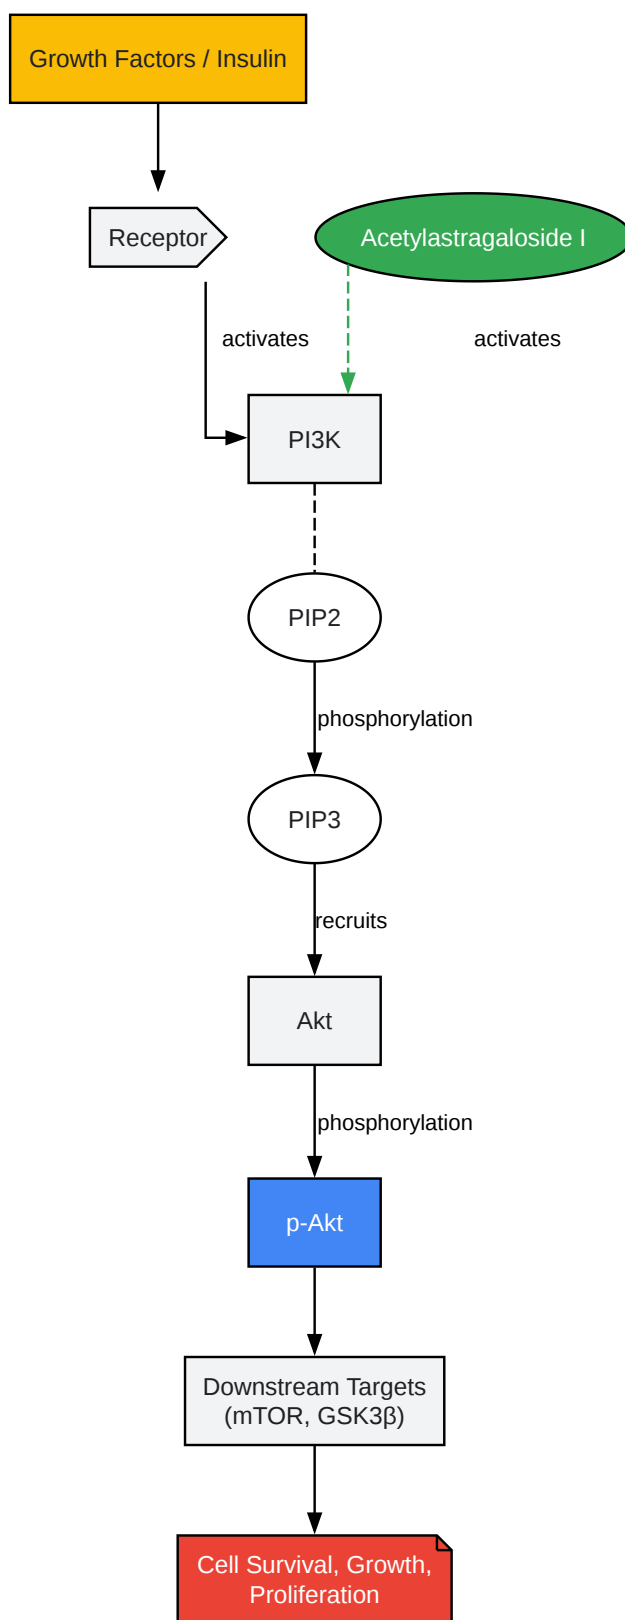 Growth Factors / Insulin
Receptor
Acetylastragaloside I
activates
activates
PI3K
PIP2
phosphorylation
PIP3
recruits
Akt
phosphorylation
p-Akt
Downstream Targets
(mTOR, GSK3β)
Cell Survival, Growth,
Proliferation